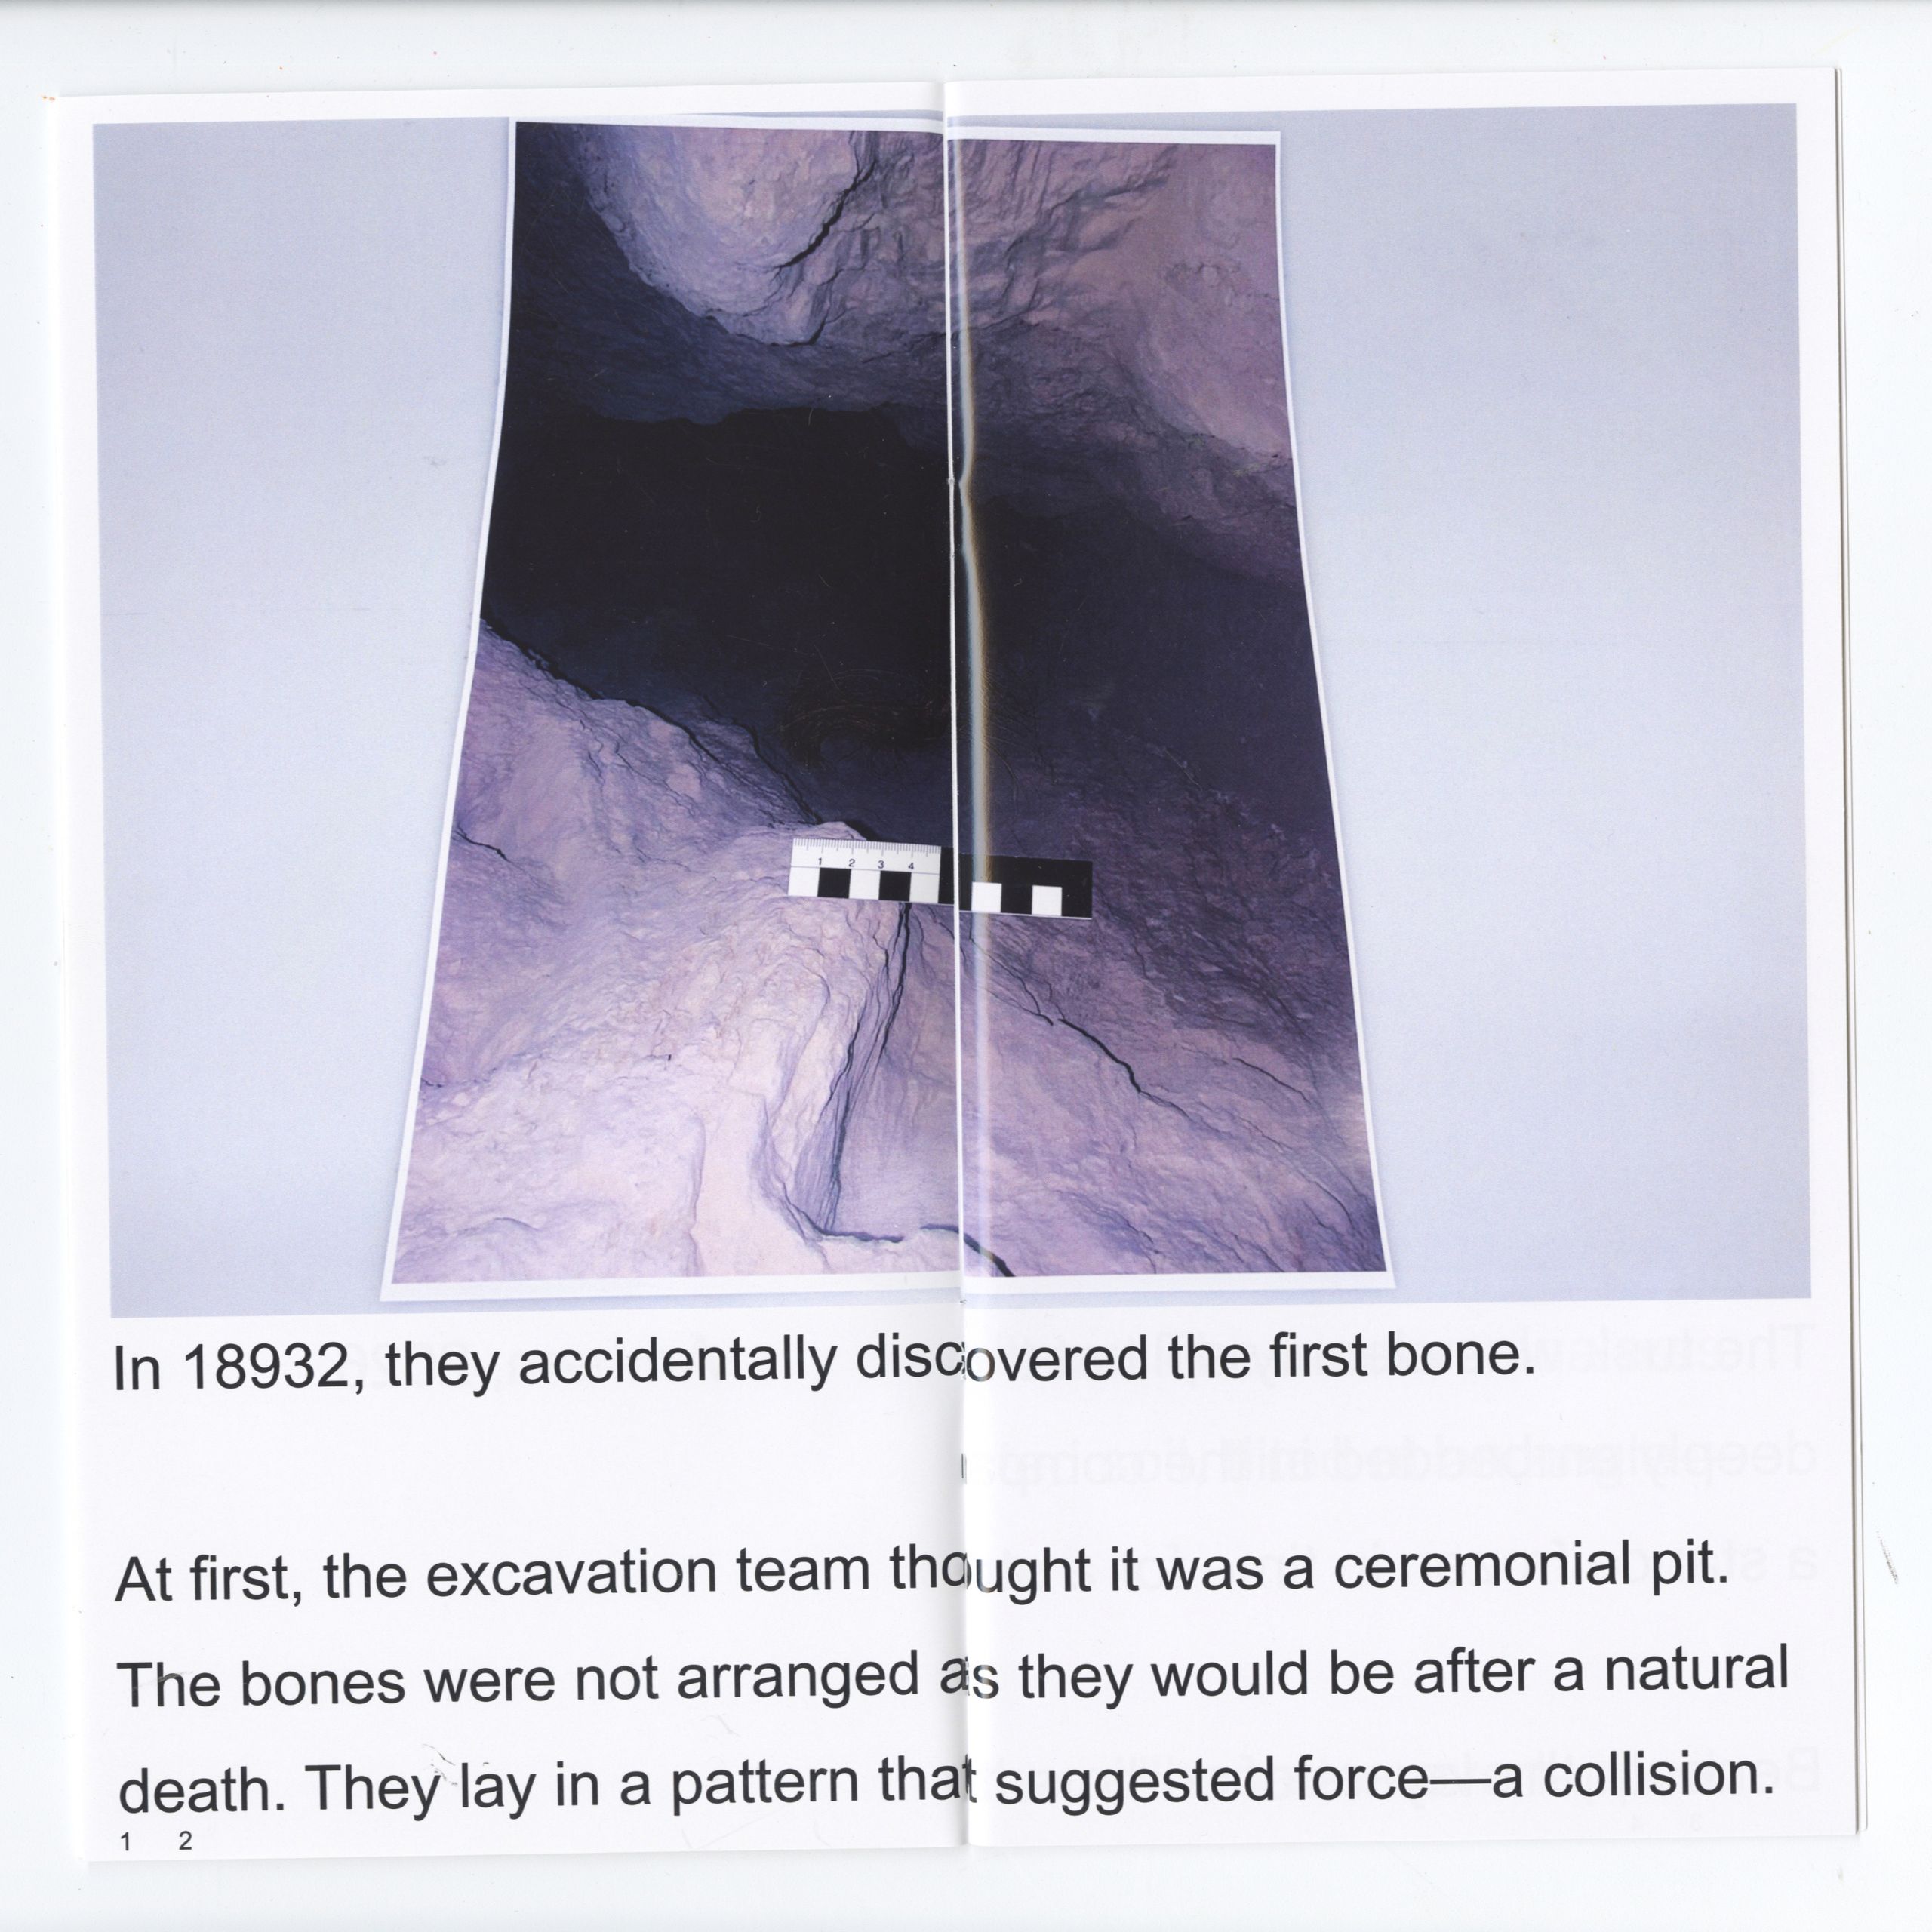 1 2 3 4
In 18932, they accidentally discovered the first bone.
At first, the excavation team thought it was a ceremonial pit.
The bones were not arranged as they would be after a natural
death. They lay in a pattern that suggested force—a collision.
1 2